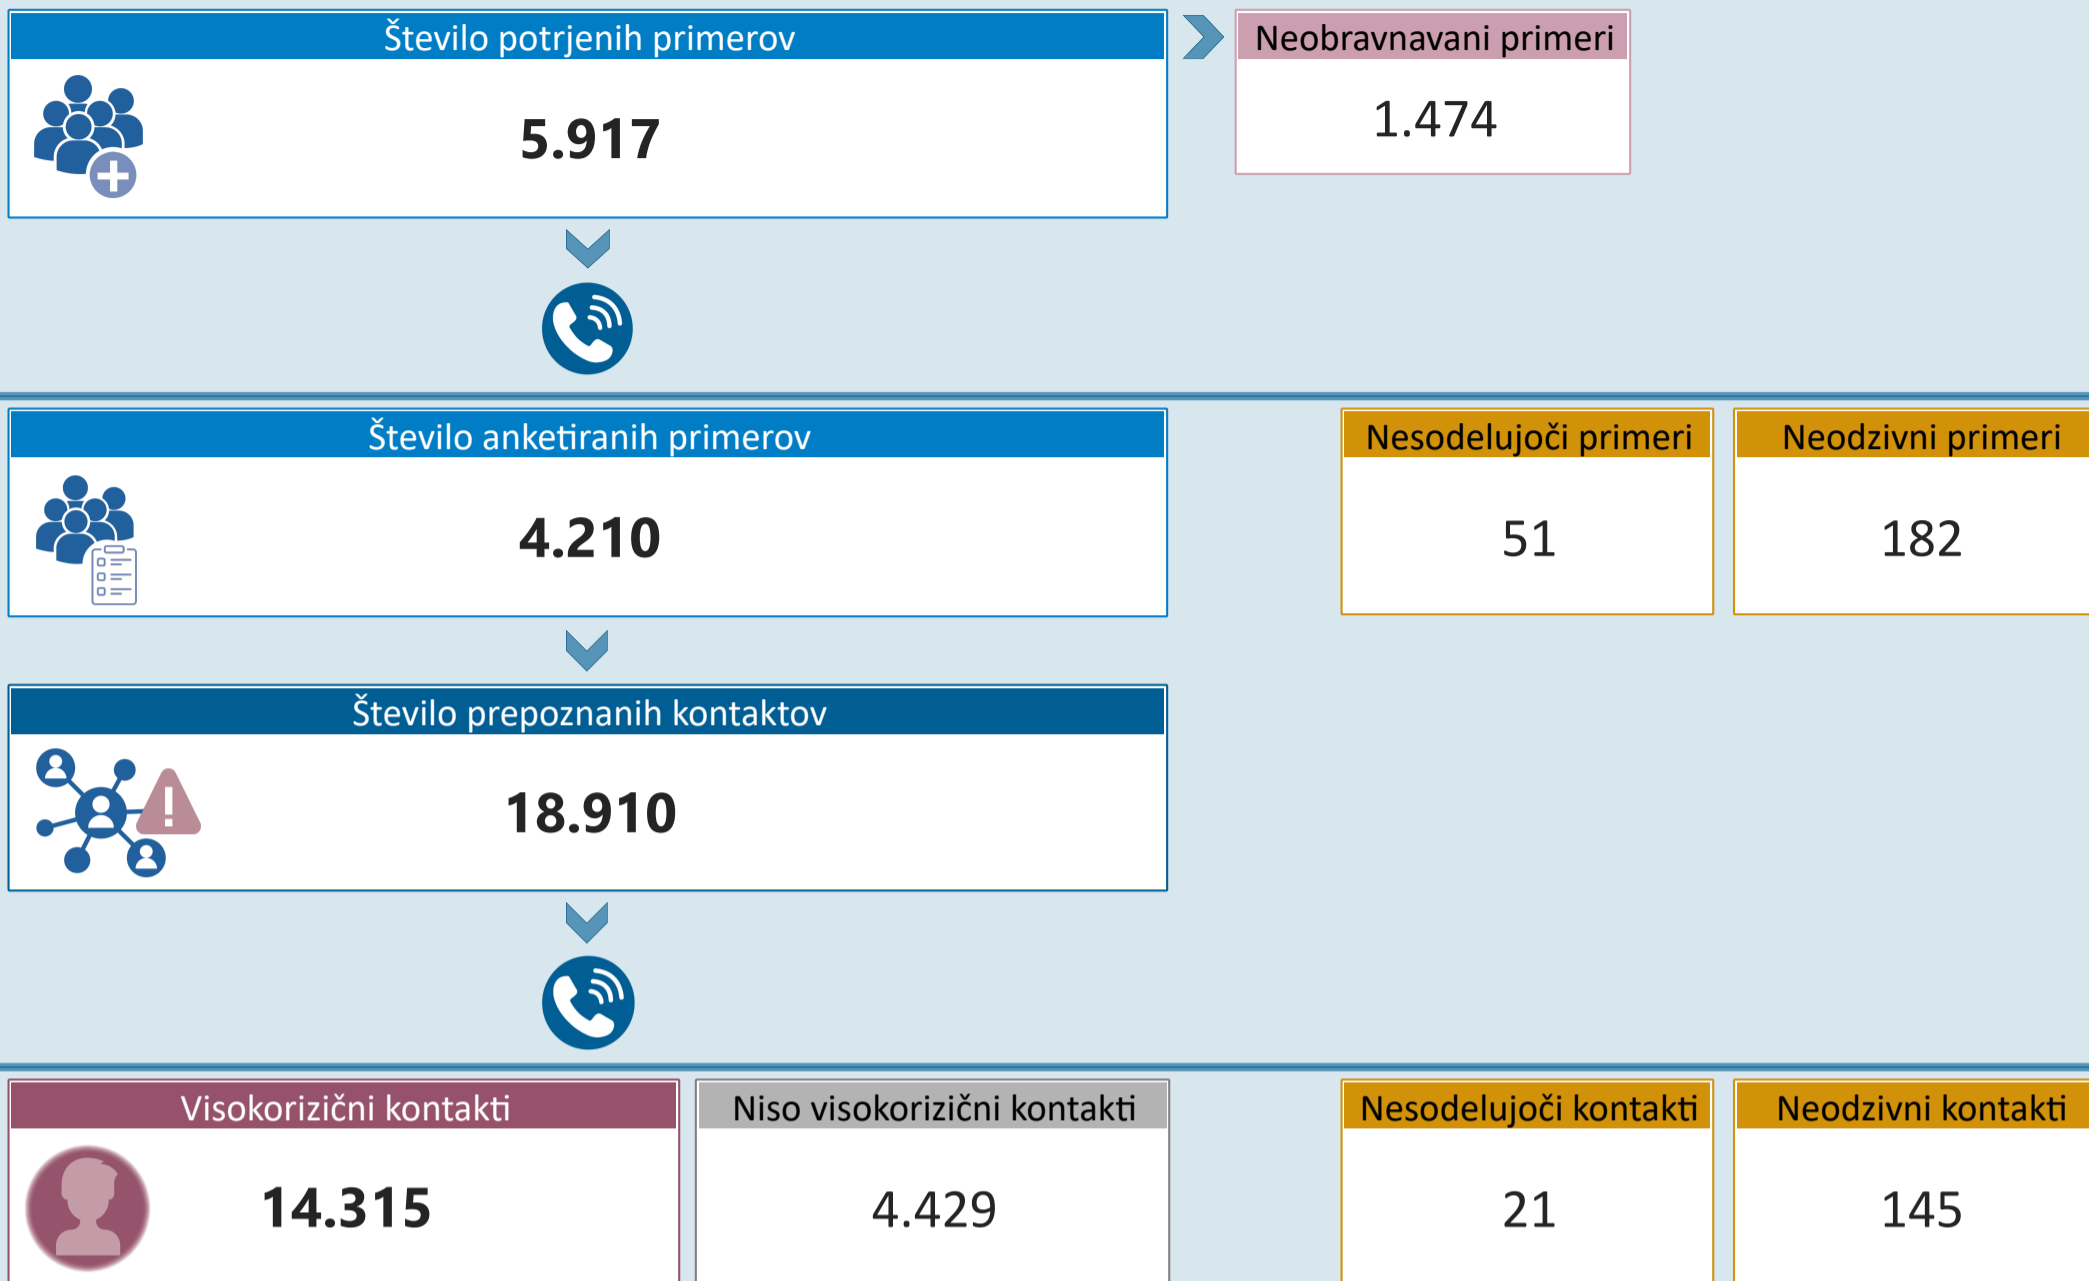 Število potrjenih primerov
Neobravnavani primeri
5.917
1.474
Število anketiranih primerov
Nesodelujoči primeri
Neodzivni primeri
4.210
51
182
Število prepoznanih kontaktov
18.910
Visokorizični kontakti
Niso visokorizični kontakti
Nesodelujoči kontakti
Neodzivni kontakti
14.315
4.429
21
145